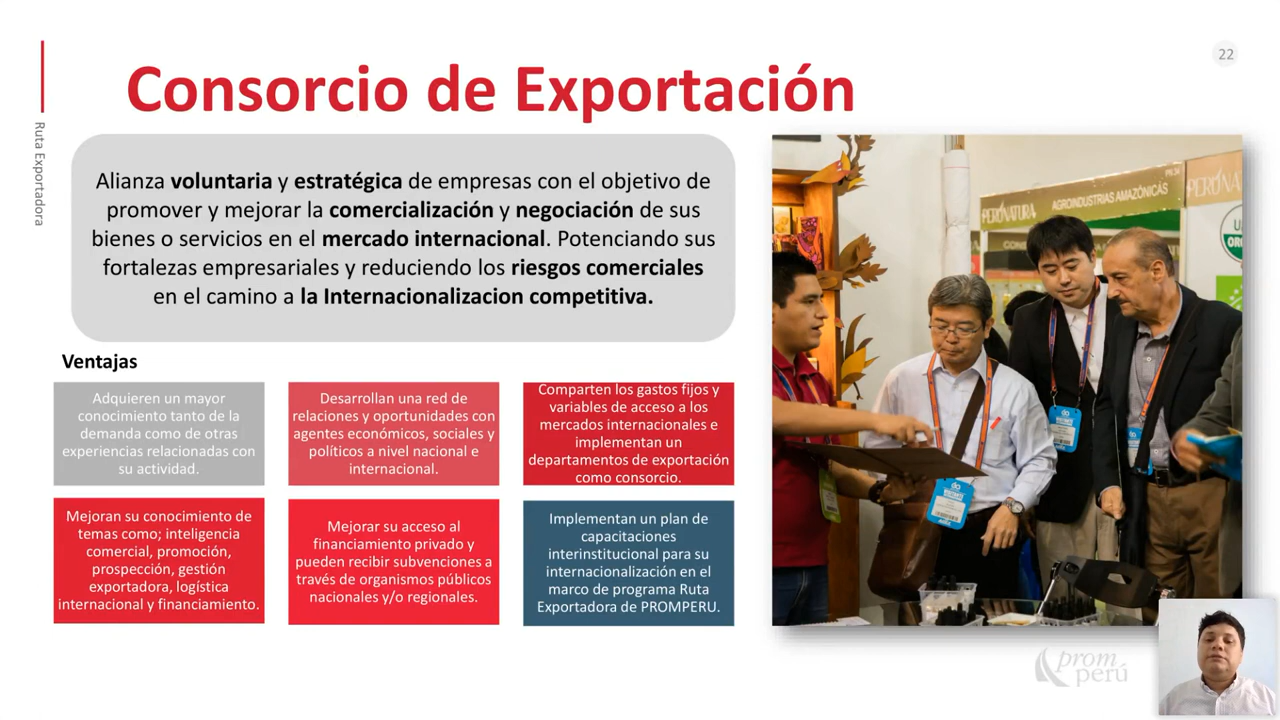 22
Consorcio de Exportación
Ruta Exportadora
Alianza voluntaria y estratégica de empresas con el objetivo de
promover y mejorar la comercialización y negociación de sus
bienes o servicios en el mercado internacional. Potenciando sus
fortalezas empresariales y reduciendo los riesgos comerciales
en el camino a la Internacionalizacion competitiva.
Ventajas
Adquieren un mayor
conocimiento tanto de la
demanda como de otras
experiencias relacionadas con
su actividad.
Desarrollan una red de
relaciones y oportunidades con
agentes económicos, sociales y
políticos a nivel nacional e
internacional.
Comparten los gastos fijos y
variables de acceso a los
mercados internacionales e
implementan un
departamentos de exportación
como consorcio.
Mejoran su conocimiento de
temas como; inteligencia
comercial, promoción,
prospección, gestión
exportadora, logística
internacional y financiamiento.
Mejorar su acceso al
financiamiento privado y
pueden recibir subvenciones a
través de organismos públicos
nacionales y/o regionales.
Implementan un plan de
capacitaciones
interinstitucional para su
internacionalización en el
marco de programa Ruta
Exportadora de PROMPERU.
PERÚNATURA
AGROINDUSTRIAS AMAZÓNICAS
PERÚNA
prom
perú